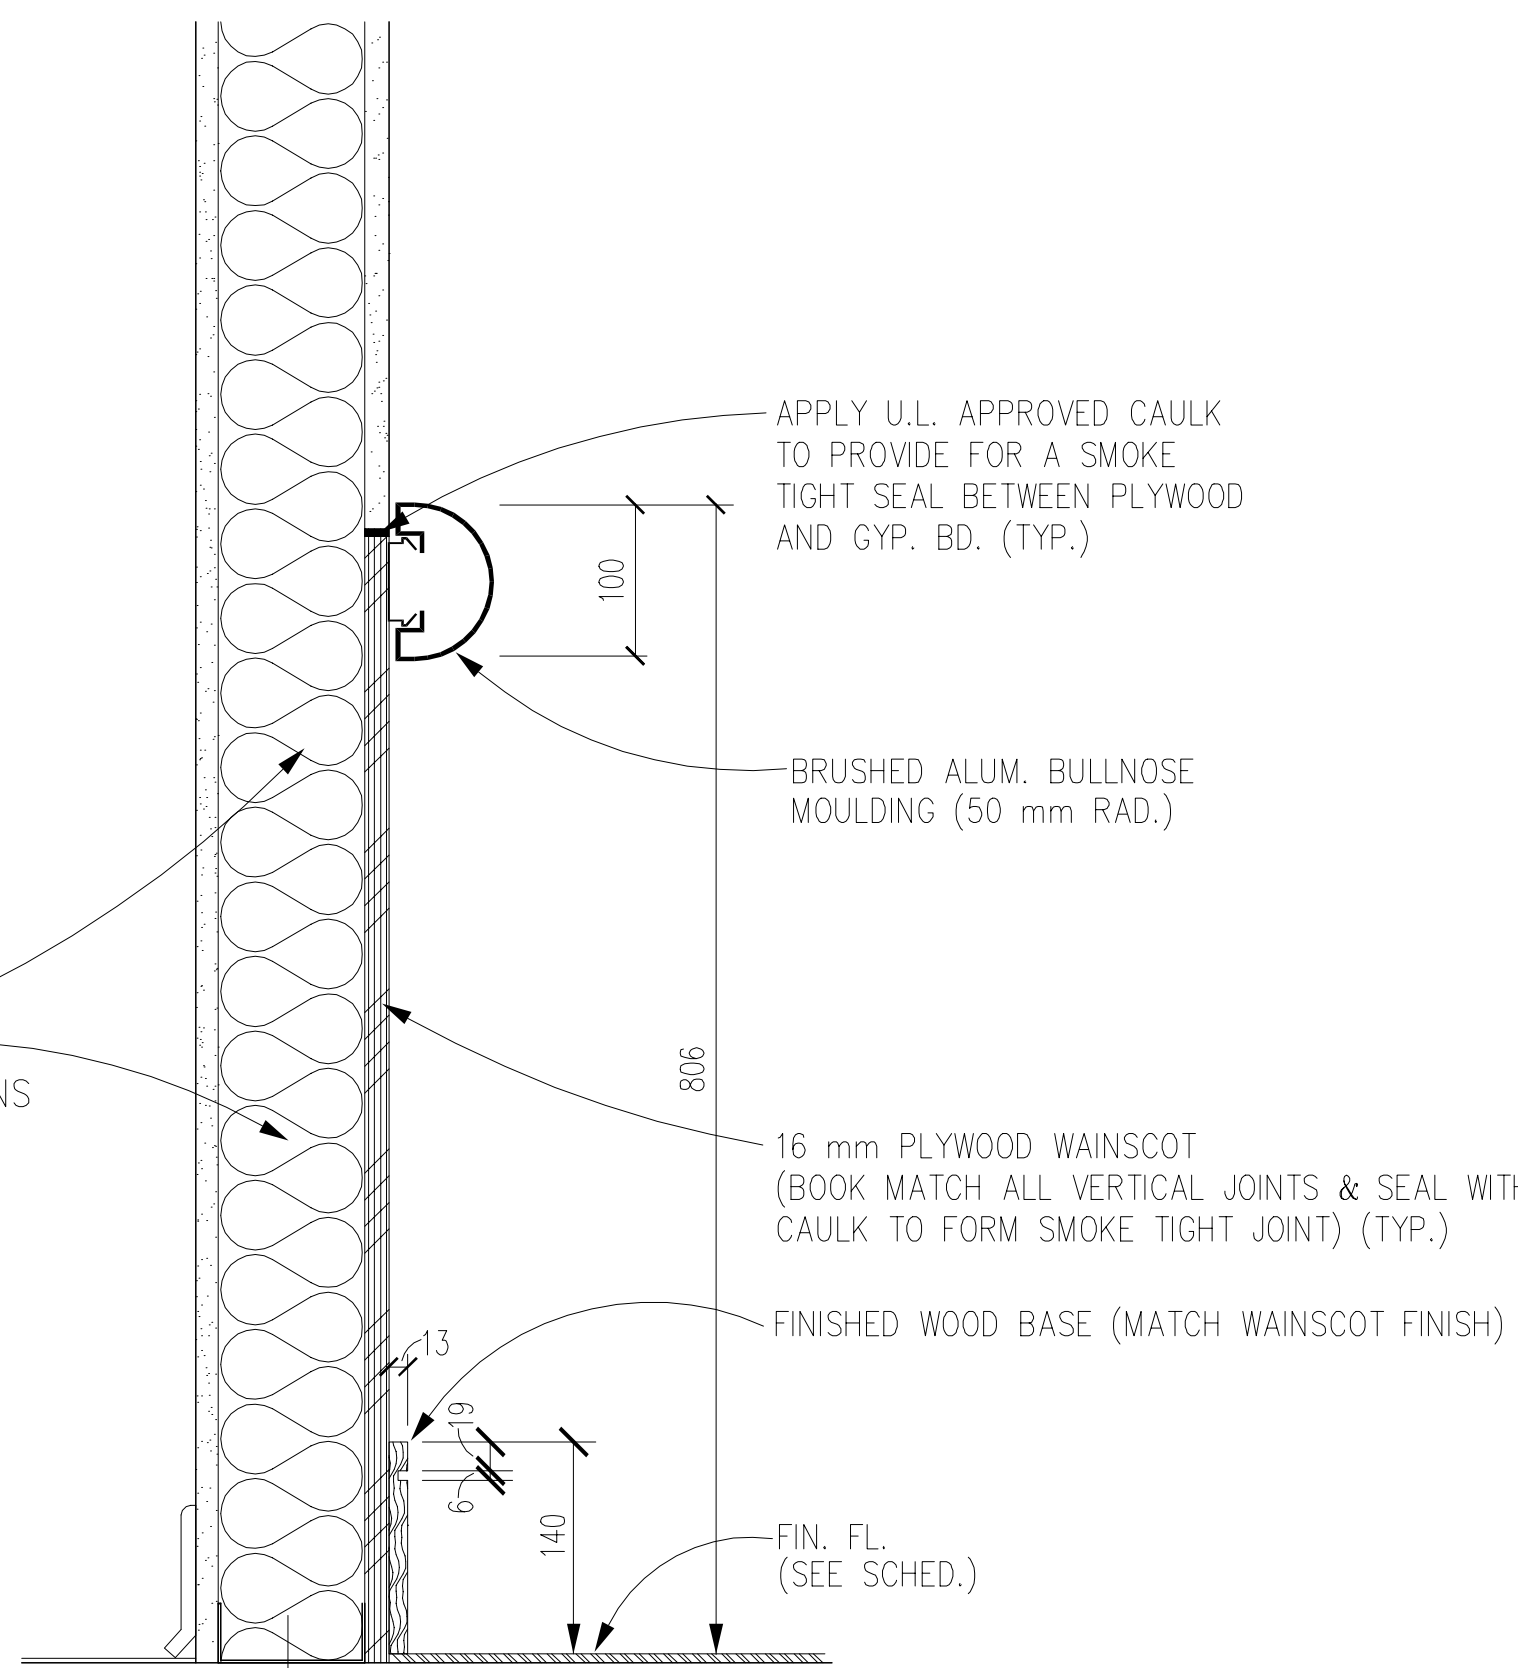 APPLY U.L. APPROVED CAULK
TO PROVIDE FOR A SMOKE
TIGHT SEAL BETWEEN PLYWOOD
AND GYP. BD. (TYP.)
100
BRUSHED ALUM. BULLNOSE
MOULDING (50 mm RAD.)
806
NS
16 mm PLYWOOD WAINSCOT
(BOOK MATCH ALL VERTICAL JOINTS & SEAL WITH
CAULK TO FORM SMOKE TIGHT JOINT) (TYP.)
FINISHED WOOD BASE (MATCH WAINSCOT FINISH)
13
19
6
140
FIN. FL.
(SEE SCHED.)